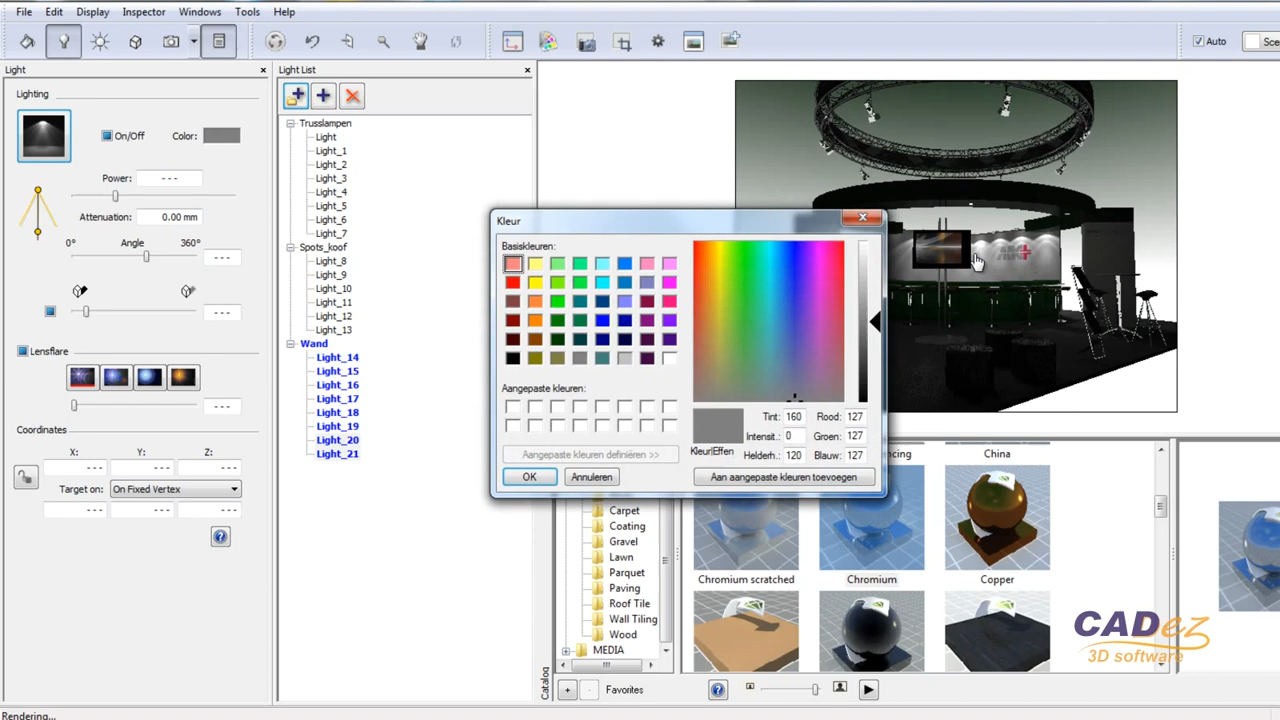 File Edit Display Inspector Windows Tools Help
Auto Sce
Light
Light List
Lighting
On/Off Color:
Power: ---
Attenuation: 0.00 mm
0° Angle 360°
---
---
Lensflare
---
Coordinates
X: Y: Z:
--- --- ---
Target on: On Fixed Vertex
--- --- ---
Trusslampen
Light
Light_1
Light_2
Light_3
Light_4
Light_5
Light_6
Light_7
Spots_koof
Light_8
Light_9
Light_10
Light_11
Light_12
Light_13
Wand
Light_14
Light_15
Light_16
Light_17
Light_18
Light_19
Light_20
Light_21
Kleur
Basiskleuren:
Aangepaste kleuren:
Aangepaste kleuren definiëren >>
OK Annuleren
Tint: 160 Rood: 127
Intensit.: 0 Groen: 127
Kleur|Effen Helderh.: 120 Blauw: 127
Aan aangepaste kleuren toevoegen
Carpet
Coating
Gravel
Lawn
Parquet
Paving
Roof Tile
Wall Tiling
Wood
MEDIA
China
Chromium scratched Chromium Copper
Catalog
Favorites
CADez
3D software
Rendering...